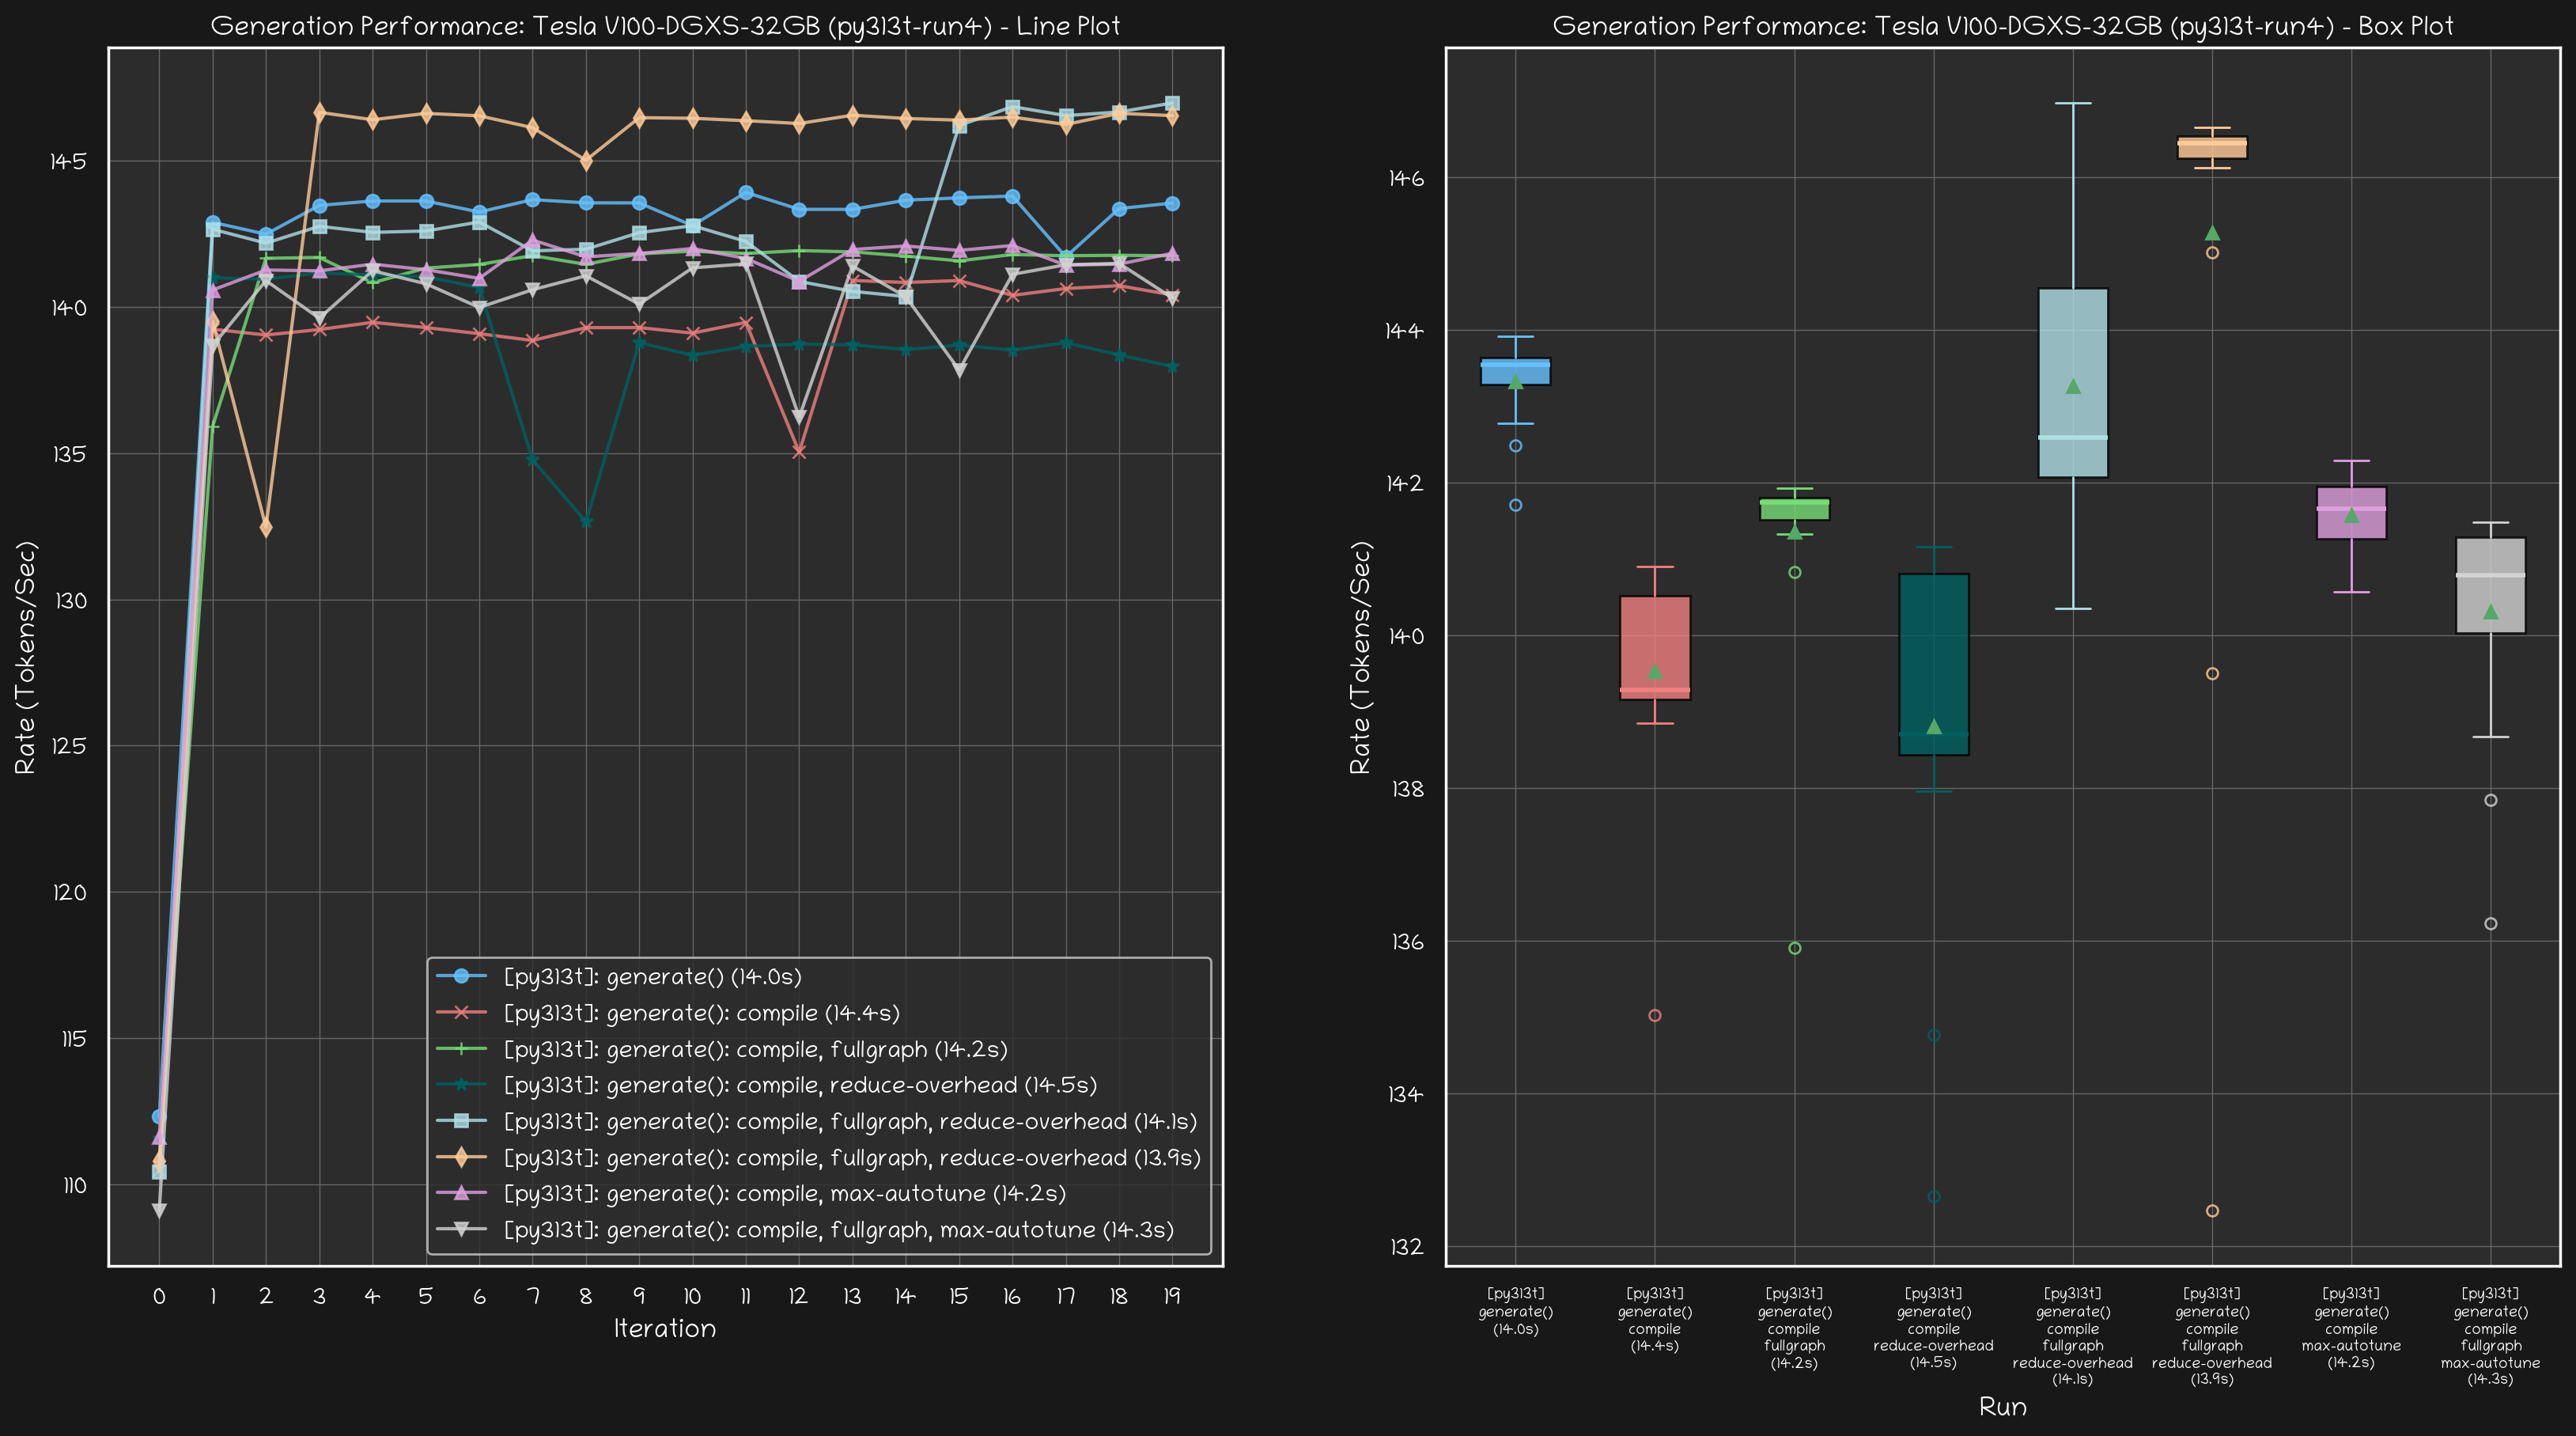 Generation Performance: Tesla V100-DGXS-32GB (py313t-run4) - Line Plot
Rate (Tokens/Sec)
145
140
135
130
125
120
115
110
[py313t]: generate() (14.0s)
[py313t]: generate(): compile (14.4s)
[py313t]: generate(): compile, fullgraph (14.2s)
[py313t]: generate(): compile, reduce-overhead (14.5s)
[py313t]: generate(): compile, fullgraph, reduce-overhead (14.1s)
[py313t]: generate(): compile, fullgraph, reduce-overhead (13.9s)
[py313t]: generate(): compile, max-autotune (14.2s)
[py313t]: generate(): compile, fullgraph, max-autotune (14.3s)
0 1 2 3 4 5 6 7 8 9 10 11 12 13 14 15 16 17 18 19
Iteration
Generation Performance: Tesla V100-DGXS-32GB (py313t-run4) - Box Plot
Rate (Tokens/Sec)
146
144
142
140
138
136
134
132
[py313t]
generate()
(14.0s)
[py313t]
generate()
compile
(14.4s)
[py313t]
generate()
compile
fullgraph
(14.2s)
[py313t]
generate()
compile
reduce-overhead
(14.5s)
[py313t]
generate()
compile
fullgraph
reduce-overhead
(14.1s)
[py313t]
generate()
compile
fullgraph
reduce-overhead
(13.9s)
[py313t]
generate()
compile
max-autotune
(14.2s)
[py313t]
generate()
compile
fullgraph
max-autotune
(14.3s)
Run